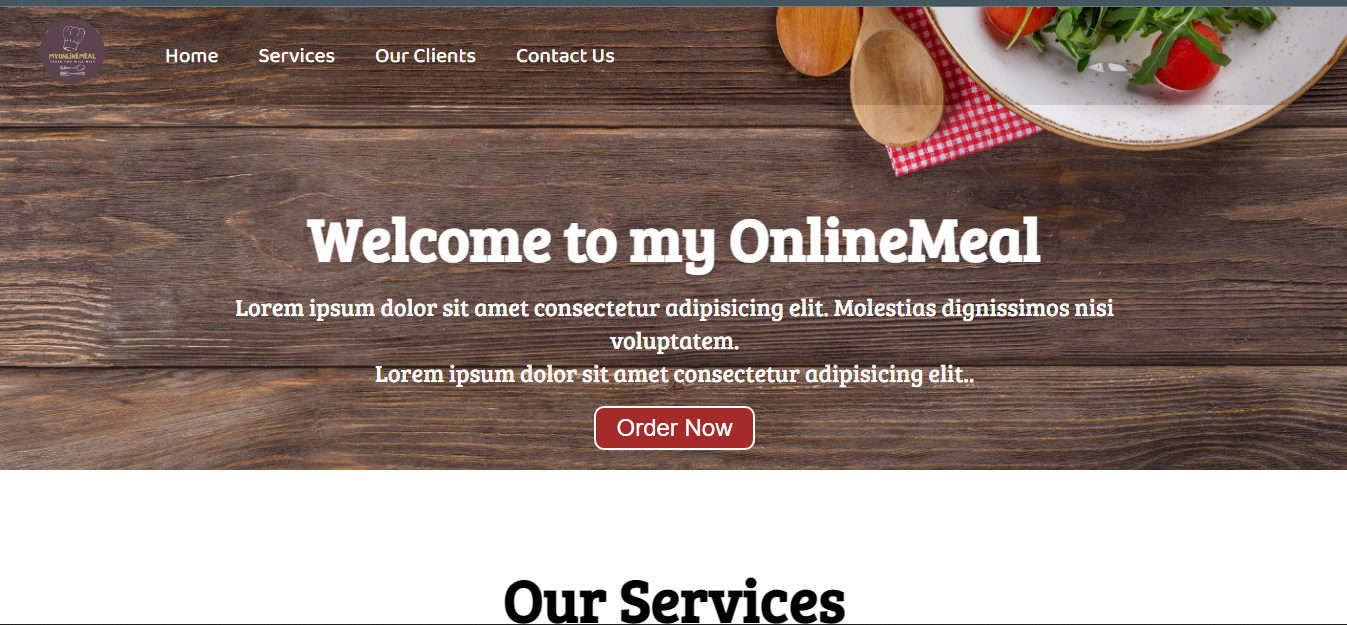 MYONLINEMEAL
Home Services Our Clients Contact Us
Welcome to my OnlineMeal
Lorem ipsum dolor sit amet consectetur adipisicing elit. Molestias dignissimos nisi
voluptatem.
Lorem ipsum dolor sit amet consectetur adipisicing elit..
Order Now
Our Services